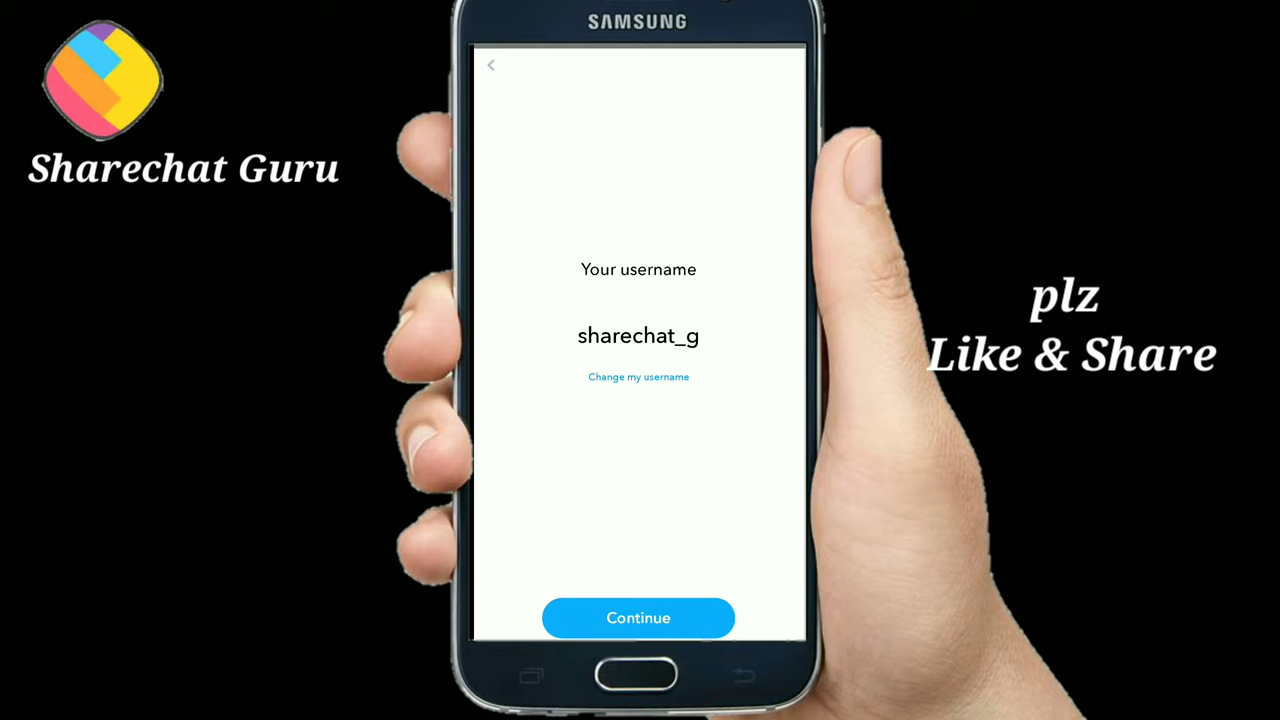 Sharechat Guru
SAMSUNG
Your username
sharechat_g
Change my username
Continue
plz
Like & Share